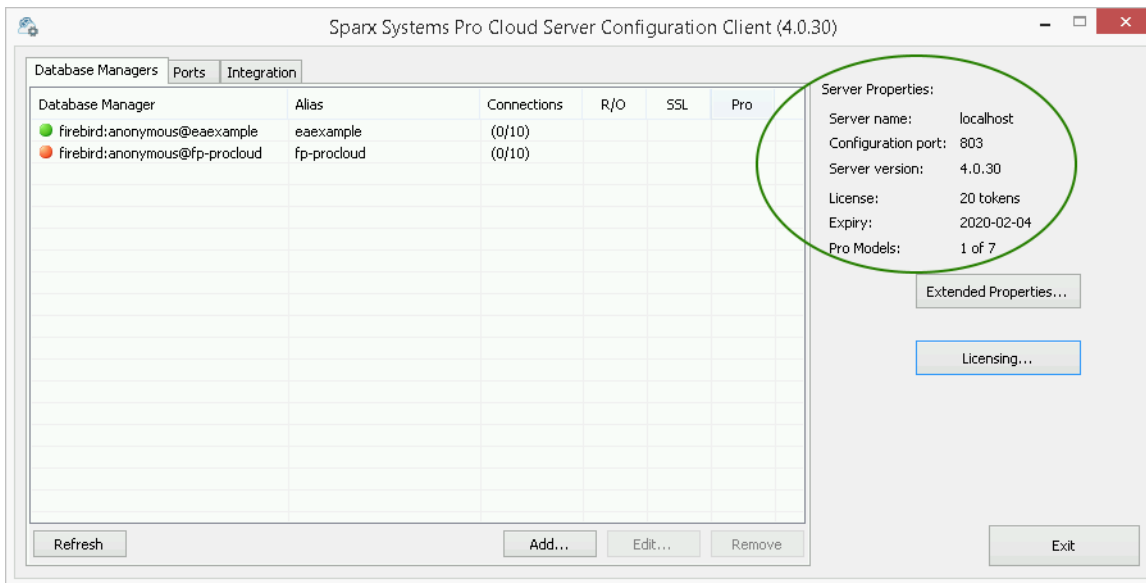 Sparx Systems Pro Cloud Server Configuration Client (4.0.30)
Database Managers Ports Integration
Database Manager Alias Connections R/O SSL Pro
firebird:anonymous@eaexample eaexample (0/10)
firebird:anonymous@fp-procloud fp-procloud (0/10)
Refresh Add... Edit... Remove
Server Properties:
Server name: localhost
Configuration port: 803
Server version: 4.0.30
License: 20 tokens
Expiry: 2020-02-04
Pro Models: 1 of 7
Extended Properties...
Licensing...
Exit